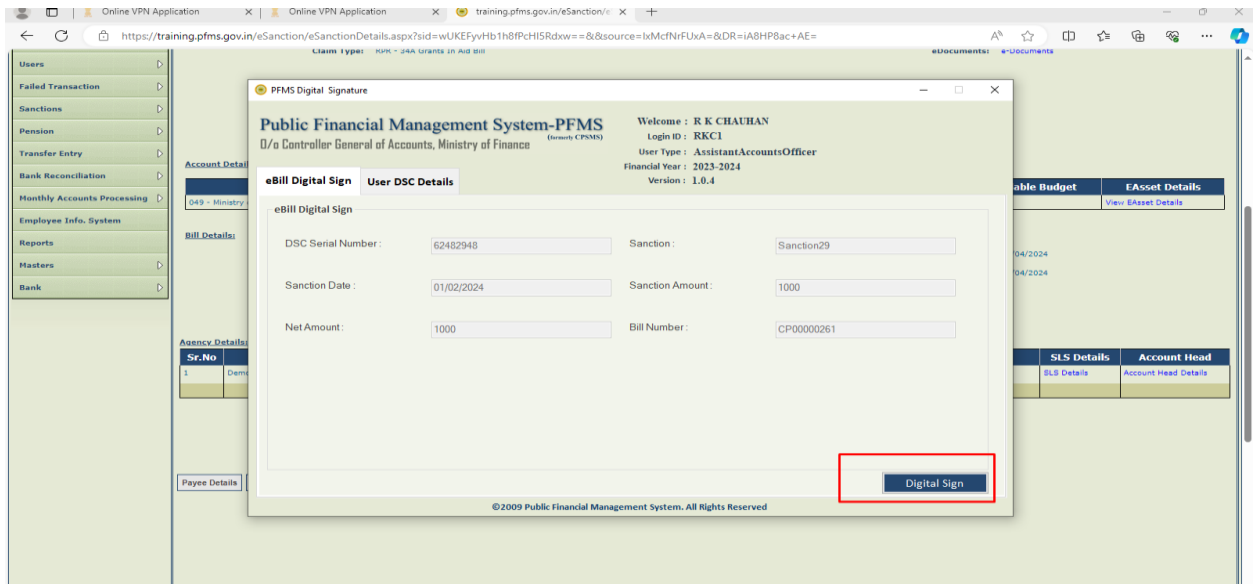 Online VPN Application
Online VPN Application
training.pfms.gov.in/eSanction/e
https://training.pfms.gov.in/eSanction/eSanctionDetails.aspx?sid=wUKEFyvHb1h8fPcHI5Rdxw==&&source=IxMcfNrFUxA=&DR=iA8HP8ac+AE=
Claim Type: RPR - 34A Grants In Aid Bill
eDocuments: e-Documents
Users
Failed Transaction
Sanctions
Pension
Transfer Entry
Bank Reconciliation
Monthly Accounts Processing
Employee Info. System
Reports
Masters
Bank
Account Detail
049 - Ministry
able Budget
EAsset Details
View EAsset Details
Bill Details:
04/2024
/04/2024
Agency Details:
Sr.No
SLS Details
Account Head
1
Demo
SLS Details
Account Head Details
Payee Details
PFMS Digital Signature
Public Financial Management System-PFMS
(formerly CPSMS)
O/o Controller General of Accounts, Ministry of Finance
Welcome : R K CHAUHAN
Login ID : RKC1
User Type : AssistantAccountsOfficer
Financial Year : 2023-2024
Version : 1.0.4
eBill Digital Sign
User DSC Details
eBill Digital Sign
DSC Serial Number : 62482948
Sanction : Sanction29
Sanction Date : 01/02/2024
Sanction Amount : 1000
Net Amount : 1000
Bill Number : CP00000261
Digital Sign
©2009 Public Financial Management System. All Rights Reserved